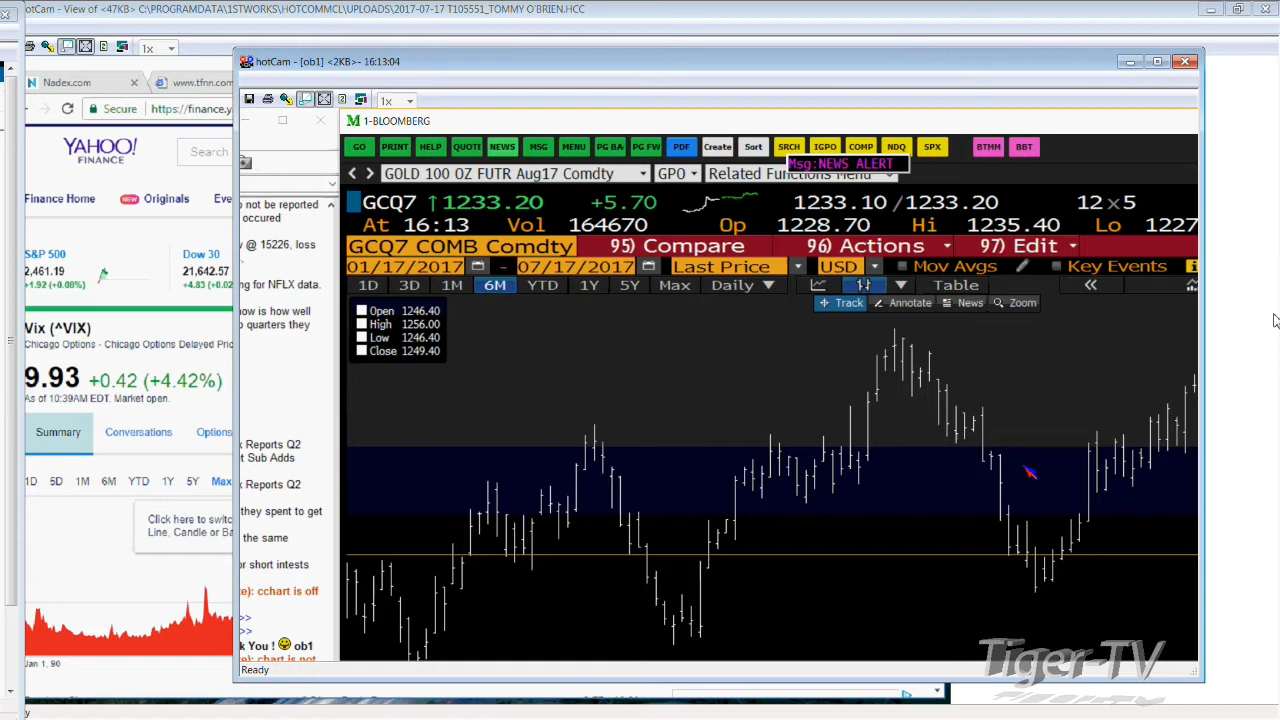 otCam - View of <47KB> C:\PROGRAMDATA\1STWORKS\HOTCOMMCL\UPLOADS\2017-07-17 T105551_TOMMY O'BRIEN.HCC
1x
Nadex.com
www.tfnn.com
Secure
https://finance.y
YAHOO!
FINANCE
Search
Finance Home
NEW Originals
Eve
S&P 500
2,461.19
+1.92 (+0.08%)
Dow 30
21,642.57
+4.83 (+0.02
Vix (^VIX)
Chicago Options - Chicago Options Delayed Pric
9.93 +0.42 (+4.42%)
As of 10:39AM EDT. Market open.
Summary
Conversations
Options
1D 5D 1M 6M YTD 1Y 5Y Max
Click here to switc
Line, Candle or Ba
Jan 1, 90
hotCam - [ob1] <2KB>- 16:13:04
1x
not be reported
occured
@ 15226, loss
ng for NFLX data.
now is how well
quarters they
x Reports Q2
t Sub Adds
x Reports Q2
they spent to get
the same
or short intests
te): cchart is off
>>
>>
k You ! ob1
te): chart is not
Ready
1-BLOOMBERG
GO PRINT HELP QUOTE NEWS MSG MENU PG BA PG FW PDF Create Sort SRCH IGPO COMP NDQ SPX BTMM BBT
Msg:NEWS ALERT
GOLD 100 OZ FUTR Aug17 Comdty
GPO
Related Functions Menu
GCQ7 ↑1233.20 +5.70 1233.10/1233.20 12×5
At 16:13 Vol 164670 Op 1228.70 Hi 1235.40 Lo 1227
GCQ7 COMB Comdty 95) Compare 96) Actions 97) Edit
01/17/2017 - 07/17/2017 Last Price USD Mov Avgs Key Events
1D 3D 1M 6M YTD 1Y 5Y Max Daily ▼ Table «
Track Annotate News Zoom
Open 1246.40
High 1256.00
Low 1246.40
Close 1249.40
Tiger-TV